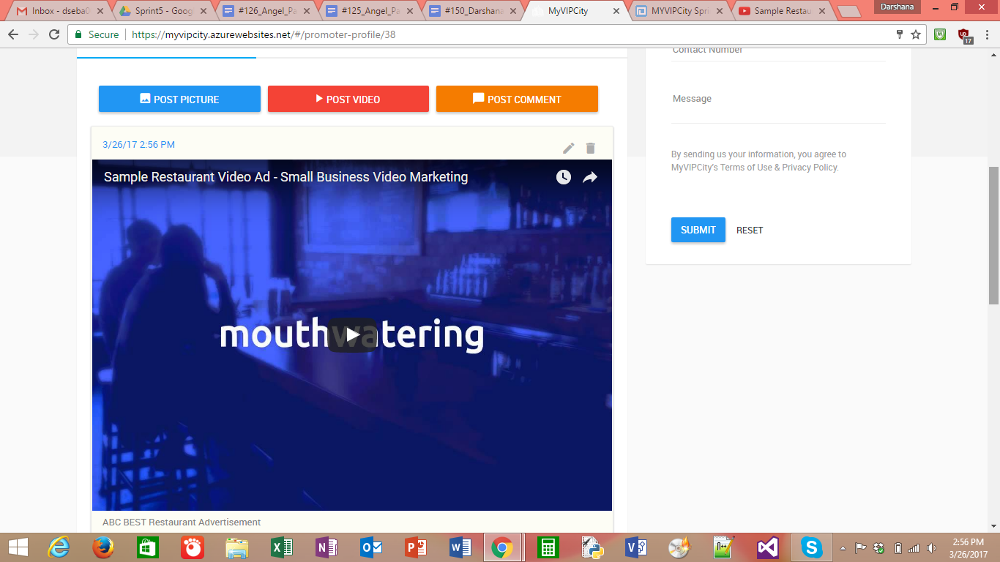 Inbox - dseba0
Sprint5 - Goog
#126_Angel_Pa
#125_Angel_Pa
#150_Darshana
MyVIPCity
MYVIPCity Spri
Sample Restau
Darshana
Secure
https://myvipcity.azurewebsites.net/#/promoter-profile/38
17
Contact Number
POST PICTURE
POST VIDEO
POST COMMENT
Message
3/26/17 2:56 PM
By sending us your information, you agree to
MyVIPCity's Terms of Use & Privacy Policy.
Sample Restaurant Video Ad - Small Business Video Marketing
SUBMIT
RESET
mouthwatering
ABC BEST Restaurant Advertisement
2:56 PM
3/26/2017